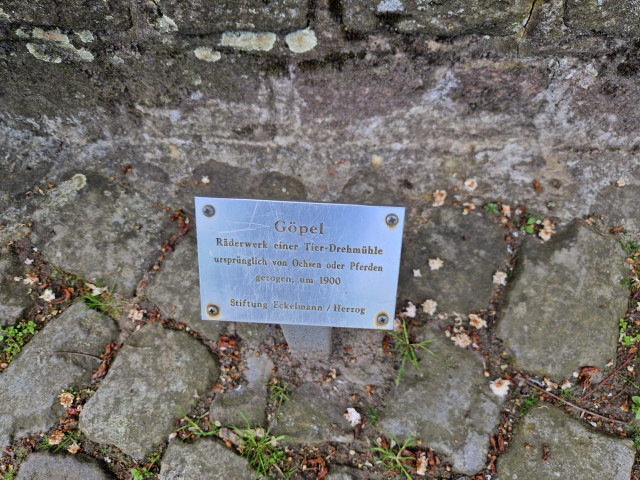 Göpel
Räderwerk einer Tier-Drehmühle
ursprünglich von Ochsen oder Pferden
gezogen, um 1900
Stiftung Eckelmann / Herzog